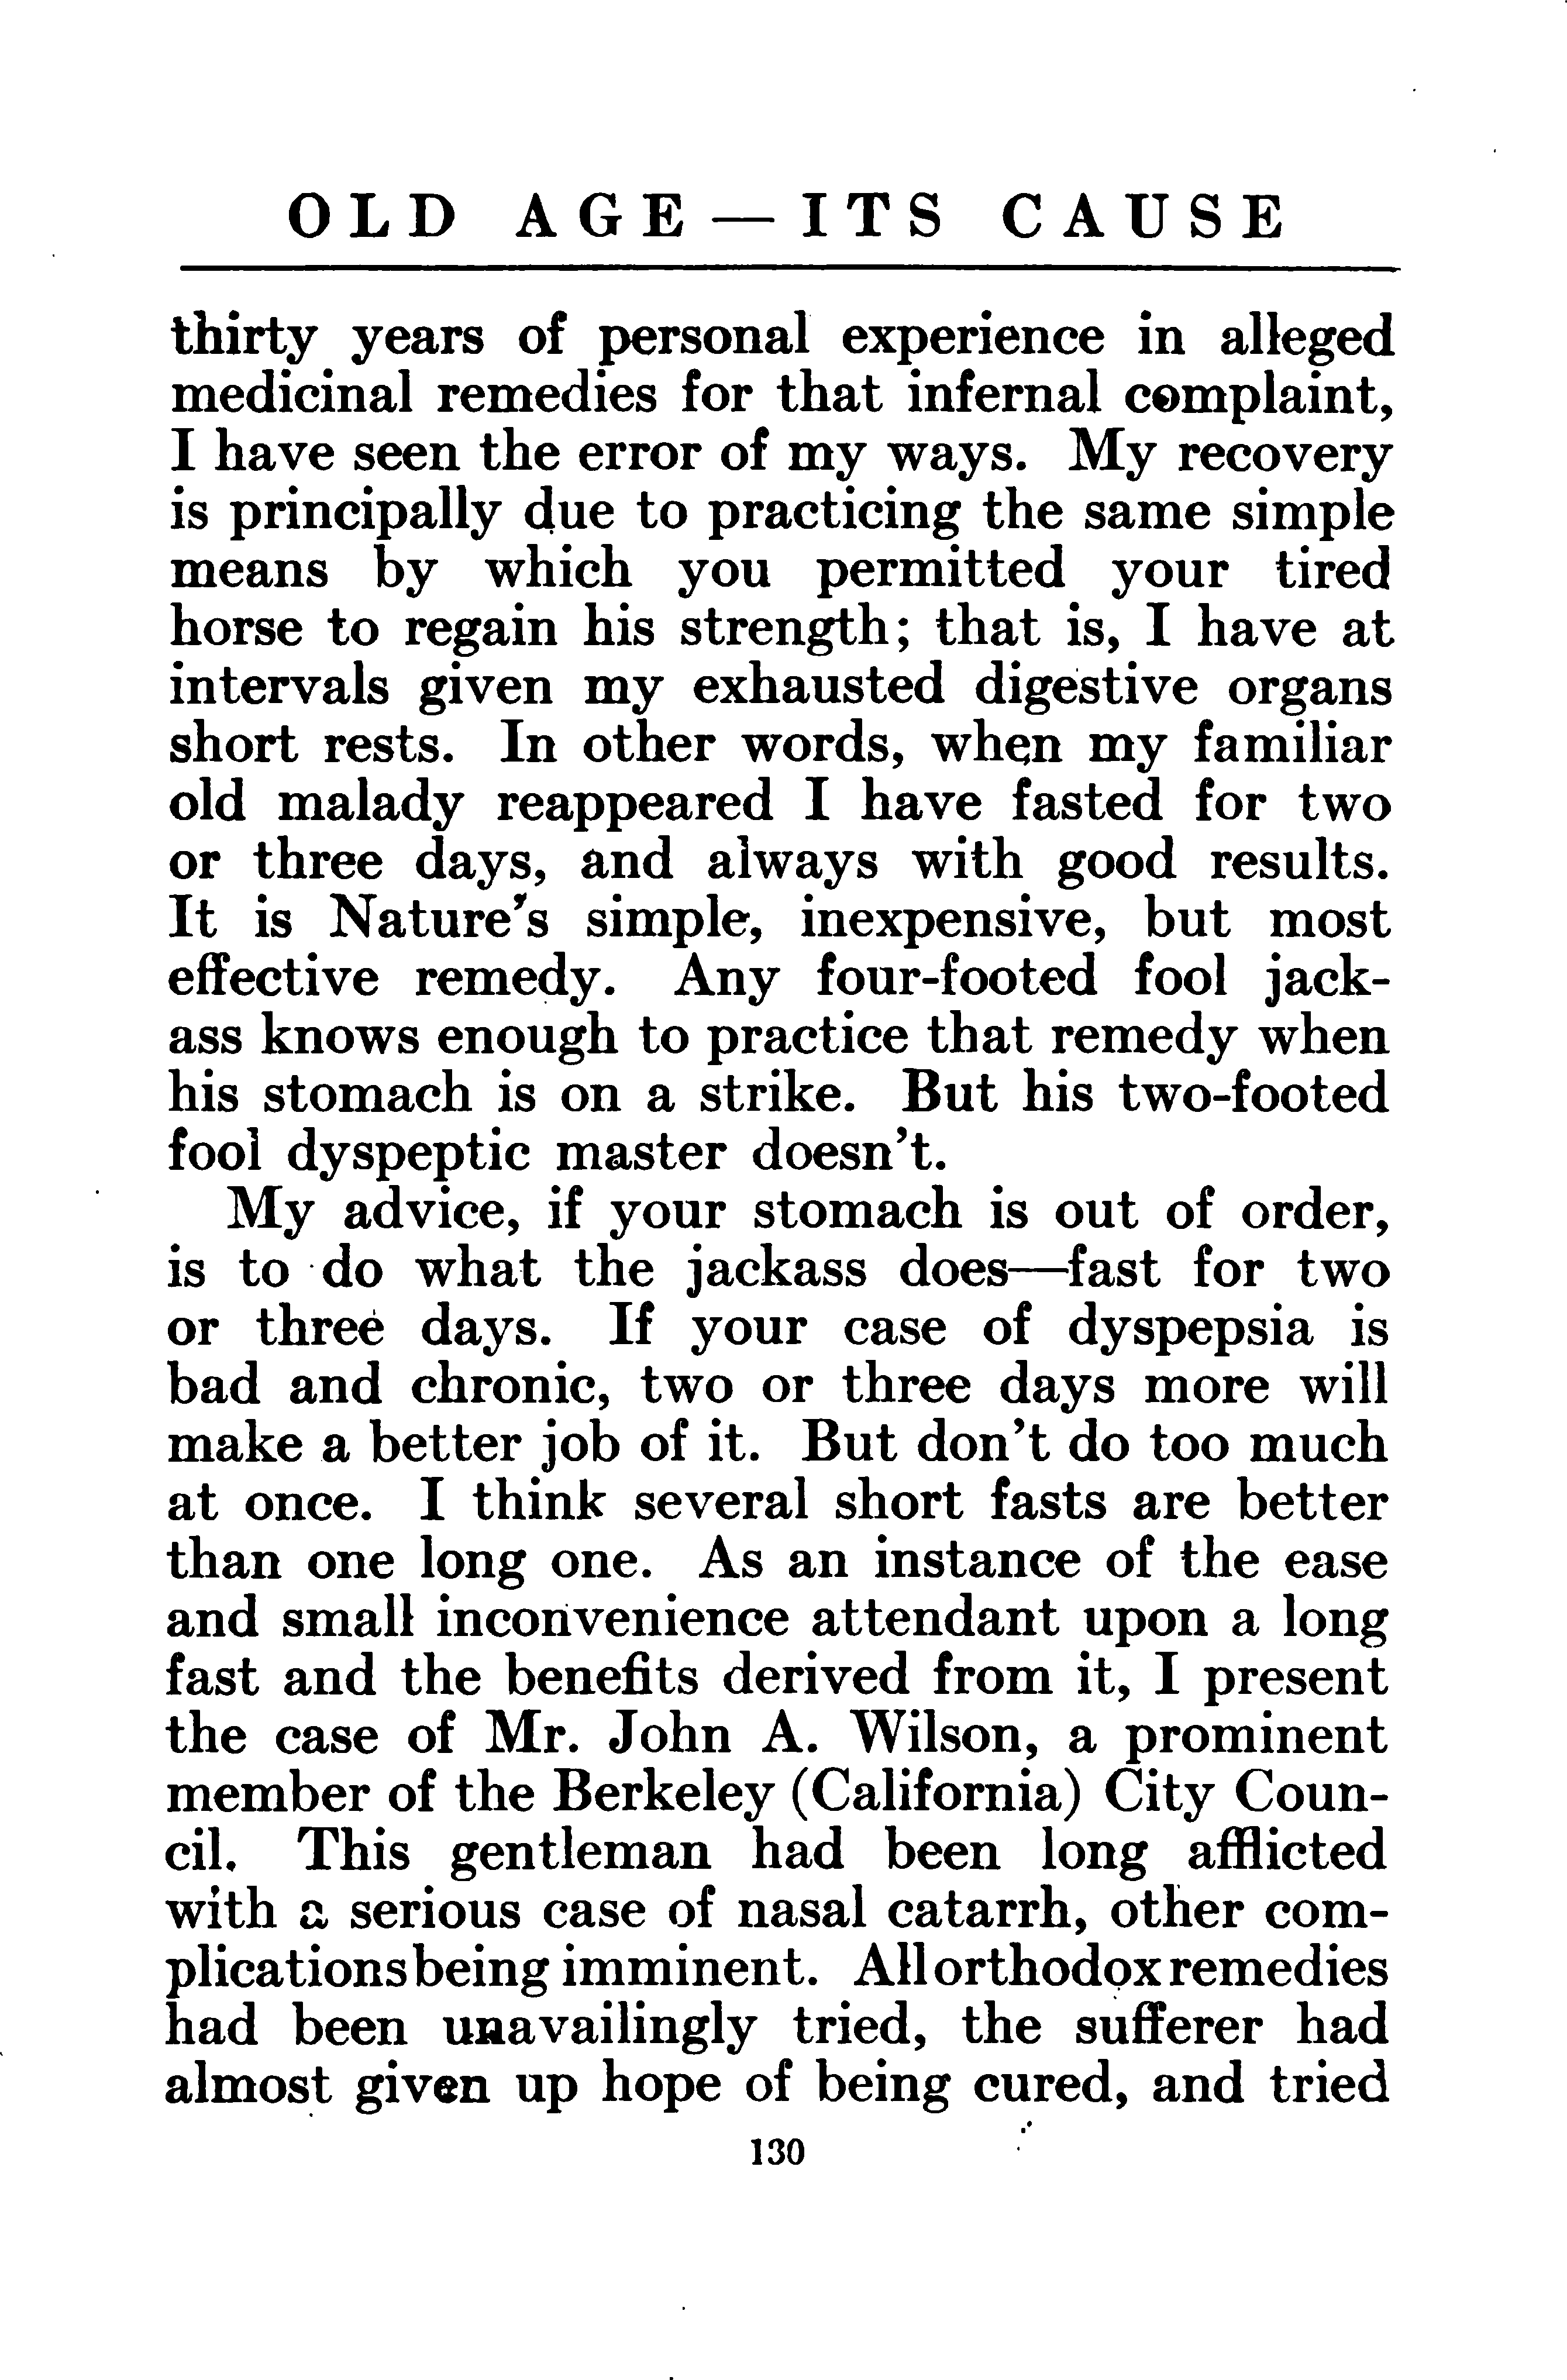 OLD AGE — ITS CAUSE
thirty years of personal experience in alleged
medicinal remedies for that infernal complaint,
I have seen the error of my ways. My recovery
is principally due to practicing the same simple
means by which you permitted your tired
horse to regain his strength; that is, I have at
intervals given my exhausted digestive organs
short rests. In other words, when my familiar
old malady reappeared I have fasted for two
or three days, and always with good results.
It is Nature's simple, inexpensive, but most
effective remedy. Any four-footed fool jack-
ass knows enough to practice that remedy when
his stomach is on a strike. But his two-footed
fool dyspeptic master doesn't.
My advice, if your stomach is out of order,
is to do what the jackass does—fast for two
or three days. If your case of dyspepsia is
bad and chronic, two or three days more will
make a better job of it. But don't do too much
at once. I think several short fasts are better
than one long one. As an instance of the ease
and small inconvenience attendant upon a long
fast and the benefits derived from it, I present
the case of Mr. John A. Wilson, a prominent
member of the Berkeley (California) City Coun-
cil. This gentleman had been long afflicted
with a serious case of nasal catarrh, other com-
plications being imminent. All orthodox remedies
had been unavailingly tried, the sufferer had
almost given up hope of being cured, and tried
130